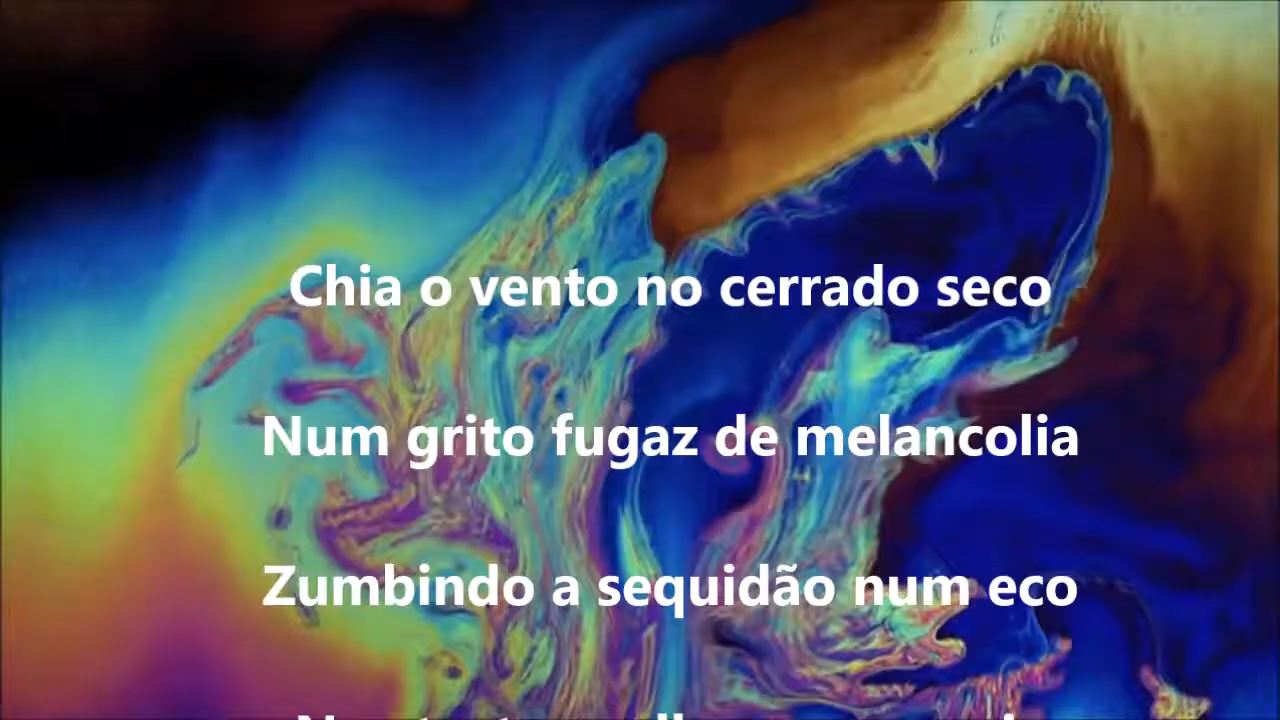 Chia o vento no cerrado seco
Num grito fugaz de melancolia
Zumbindo a sequidão num eco